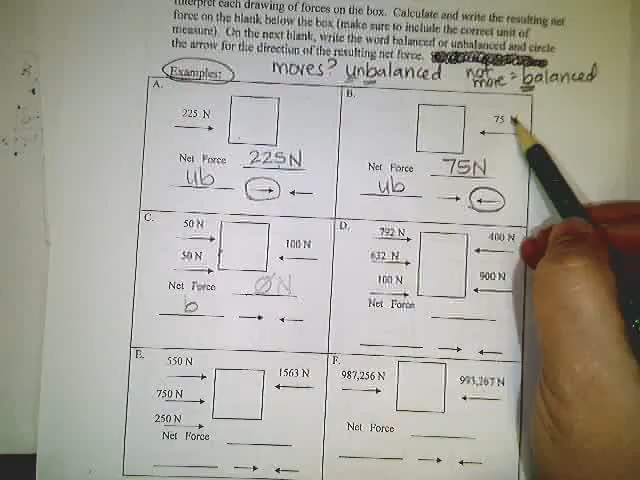 Interpret each drawing of forces on the box. Calculate and write the resulting net
force on the blank below the box (make sure to include the correct unit of
measure). On the next blank, write the word balanced or unbalanced and circle
the arrow for the direction of the resulting net force.
Examples: moves? unbalanced not move = balanced
A.
225 N
Net Force 225N
ub
B.
75 N
Net Force 75N
ub
C.
50 N
50 N
100 N
Net Force 0N
b
D.
792 N
632 N
100 N
400 N
900 N
Net Force
E.
550 N
750 N
250 N
1563 N
Net Force
F.
987,256 N
Net Force